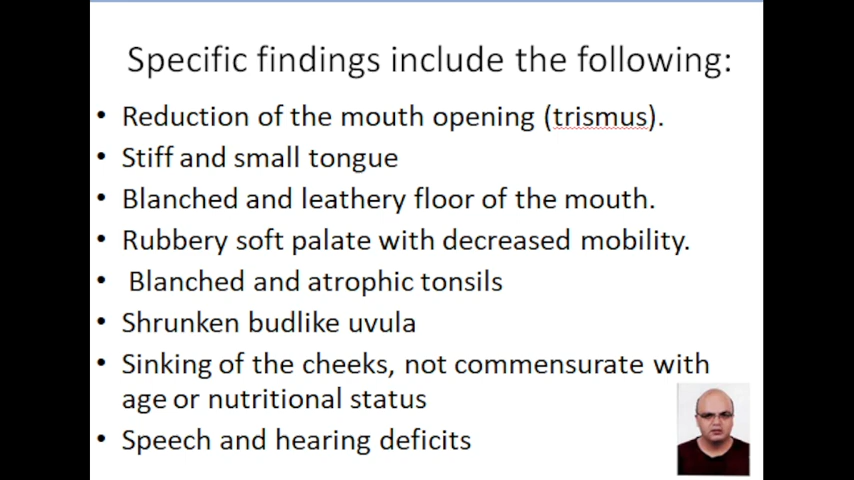 Specific findings include the following:
• Reduction of the mouth opening (trismus).
• Stiff and small tongue
• Blanched and leathery floor of the mouth.
• Rubbery soft palate with decreased mobility.
• Blanched and atrophic tonsils
• Shrunken budlike uvula
• Sinking of the cheeks, not commensurate with
age or nutritional status
• Speech and hearing deficits